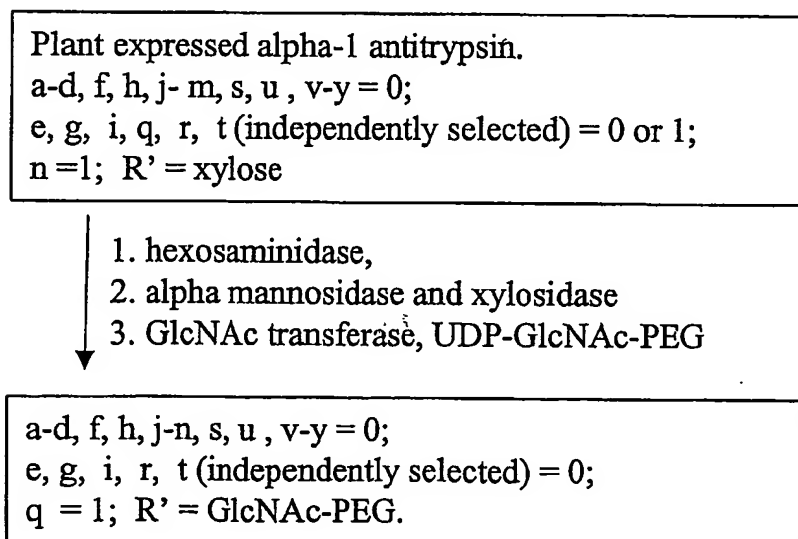 Plant expressed alpha-1 antitrypsin.
a-d, f, h, j- m, s, u , v-y = 0;
e, g, i, q, r, t (independently selected) = 0 or 1;
n =1; R' = xylose
1. hexosaminidase,
2. alpha mannosidase and xylosidase
3. GlcNAc transferase, UDP-GlcNAc-PEG
a-d, f, h, j-n, s, u , v-y = 0;
e, g, i, r, t (independently selected) = 0;
q = 1; R' = GlcNAc-PEG.